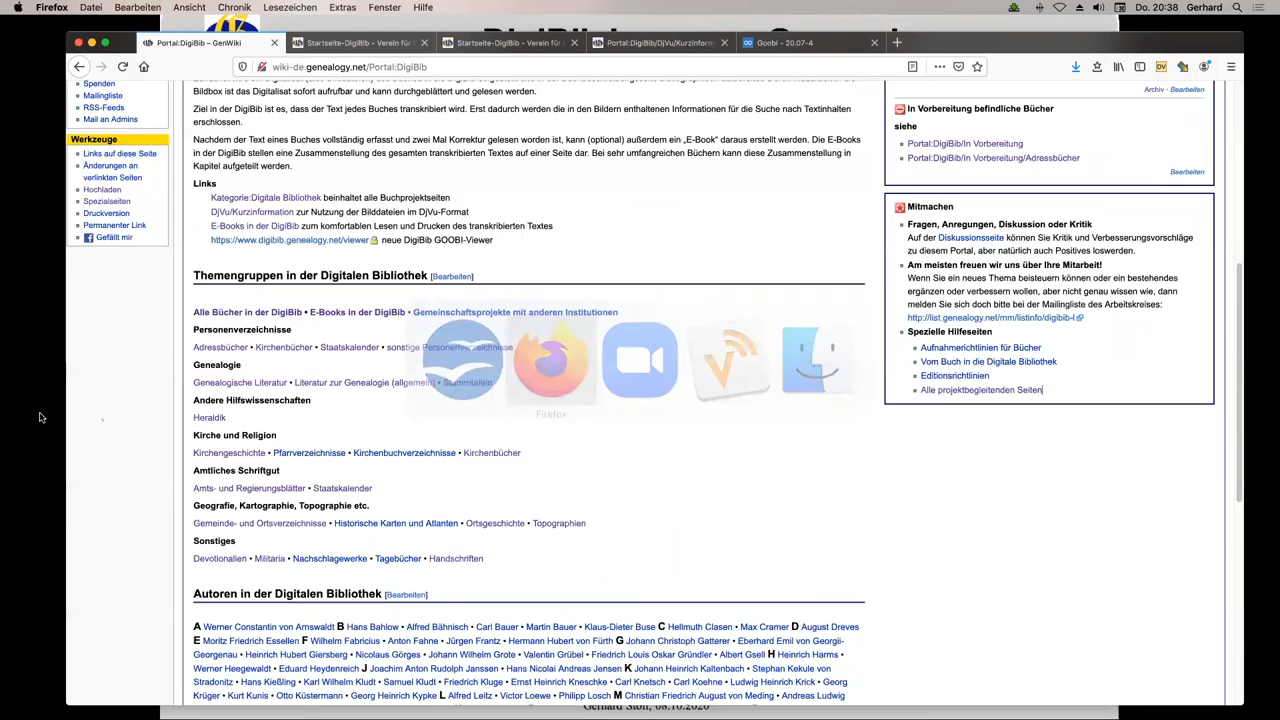 Firefox Datei Bearbeiten Ansicht Chronik Lesezeichen Extras Fenster Hilfe Do. 20:38 Gerhard
Portal:DigiBib – GenWiki
Startseite-DigiBib - Verein für
Startseite-DigiBib - Verein für
Portal:DigiBib/DjVu/Kurzinform
Goobi - 20.07-4
wiki-de.genealogy.net/Portal:DigiBib
Spenden
Mailingliste
RSS-Feeds
Mail an Admins
Werkzeuge
Links auf diese Seite
Änderungen an
verlinkten Seiten
Hochladen
Spezialseiten
Druckversion
Permanenter Link
Gefällt mir
Bildbox ist das Digitalisat sofort aufrufbar und kann durchgeblättert und gelesen werden.
Ziel in der DigiBib ist es, dass der Text jedes Buches transkribiert wird. Erst dadurch werden die in den Bildern enthaltenen Informationen für die Suche nach Textinhalten
erschlossen.
Nachdem der Text eines Buches vollständig erfasst und zwei Mal Korrektur gelesen worden ist, kann (optional) außerdem ein „E-Book" daraus erstellt werden. Die E-Books
in der DigiBib stellen eine Zusammenstellung des gesamten transkribierten Textes auf einer Seite dar. Bei sehr umfangreichen Büchern kann diese Zusammenstellung in
Kapitel aufgeteilt werden.
Links
Kategorie:Digitale Bibliothek beinhaltet alle Buchprojektseiten
DjVu/Kurzinformation zur Nutzung der Bilddateien im DjVu-Format
E-Books in der DigiBib zum komfortablen Lesen und Drucken des transkribierten Textes
https://www.digibib.genealogy.net/viewer neue DigiBib GOOBI-Viewer
Themengruppen in der Digitalen Bibliothek [Bearbeiten]
Alle Bücher in der DigiBib • E-Books in der DigiBib • Gemeinschaftsprojekte mit anderen Institutionen
Personenverzeichnisse
Adressbücher • Kirchenbücher • Staatskalender • sonstige Personenverzeichnisse
Genealogie
Genealogische Literatur • Literatur zur Genealogie (allgemein) • Stammtafeln
Andere Hilfswissenschaften
Heraldik
Kirche und Religion
Kirchengeschichte • Pfarrverzeichnisse • Kirchenbuchverzeichnisse • Kirchenbücher
Amtliches Schriftgut
Amts- und Regierungsblätter • Staatskalender
Geografie, Kartographie, Topographie etc.
Gemeinde- und Ortsverzeichnisse • Historische Karten und Atlanten • Ortsgeschichte • Topographien
Sonstiges
Devotionalien • Militaria • Nachschlagewerke • Tagebücher • Handschriften
Autoren in der Digitalen Bibliothek [Bearbeiten]
A Werner Constantin von Arnswaldt B Hans Bahlow • Alfred Bähnisch • Carl Bauer • Martin Bauer • Klaus-Dieter Buse C Hellmuth Clasen • Max Cramer D August Dreves
E Moritz Friedrich Essellen F Wilhelm Fabricius • Anton Fahne • Jürgen Frantz • Hermann Hubert von Fürth G Johann Christoph Gatterer • Eberhard Emil von Georgii-
Georgenau • Heinrich Hubert Giersberg • Nicolaus Görges • Johann Wilhelm Grote • Valentin Grübel • Friedrich Louis Oskar Gründler • Albert Gsell H Heinrich Harms •
Werner Heegewaldt • Eduard Heydenreich J Joachim Anton Rudolph Janssen • Hans Nicolai Andreas Jensen K Johann Heinrich Kaltenbach • Stephan Kekule von
Stradonitz • Hans Kießling • Karl Wilhelm Kludt • Samuel Kludt • Friedrich Kluge • Ernst Heinrich Kneschke • Carl Knetsch • Carl Koehne • Ludwig Heinrich Krick • Georg
Krüger • Kurt Kunis • Otto Küstermann • Georg Heinrich Kypke L Alfred Leitz • Victor Loewe • Philipp Losch M Christian Friedrich August von Meding • Andreas Ludwig
Archiv · Bearbeiten
In Vorbereitung befindliche Bücher
siehe
Portal:DigiBib/In Vorbereitung
Portal:DigiBib/In Vorbereitung/Adressbücher
Bearbeiten
Mitmachen
Fragen, Anregungen, Diskussion oder Kritik
Auf der Diskussionsseite können Sie Kritik und Verbesserungsvorschläge
zu diesem Portal, aber natürlich auch Positives loswerden.
Am meisten freuen wir uns über Ihre Mitarbeit!
Wenn Sie ein neues Thema beisteuern können oder ein bestehendes
ergänzen oder verbessern wollen, aber nicht genau wissen wie, dann
melden Sie sich doch bitte bei der Mailingliste des Arbeitskreises:
http://list.genealogy.net/mm/listinfo/digibib-l
Spezielle Hilfeseiten
Aufnahmerichtlinien für Bücher
Vom Buch in die Digitale Bibliothek
Editionsrichtlinien
Alle projektbegleitenden Seiten
Firefox